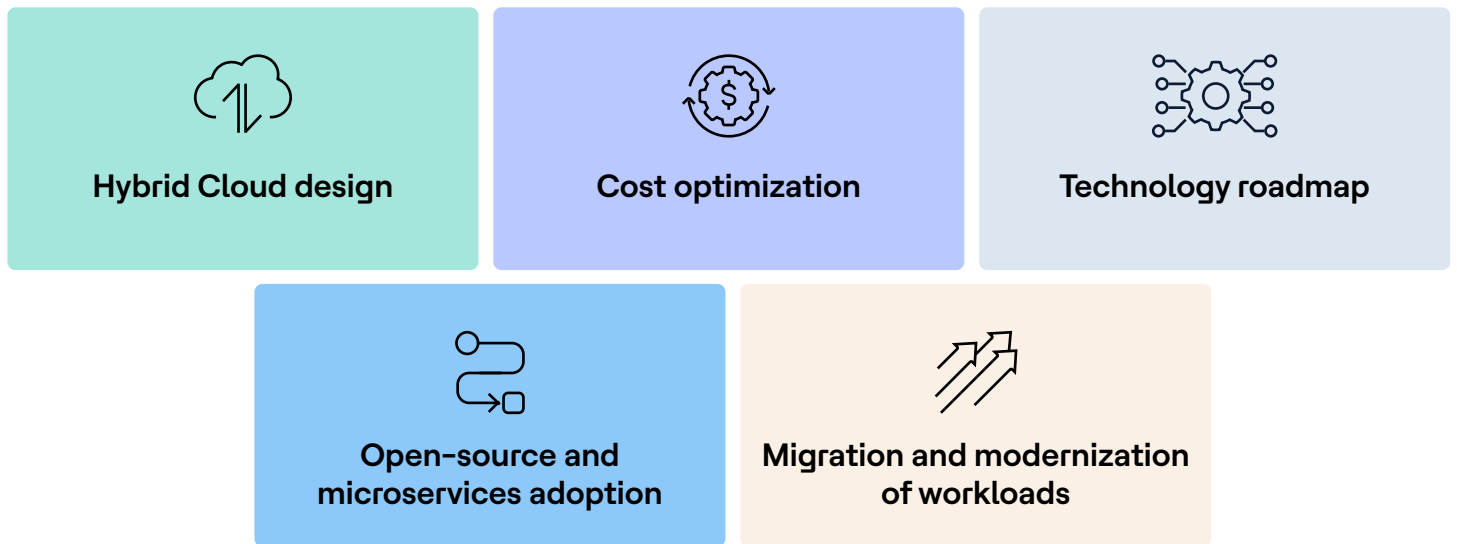 Hybrid Cloud design
Cost optimization
Technology roadmap
Open-source and
microservices adoption
Migration and modernization
of workloads